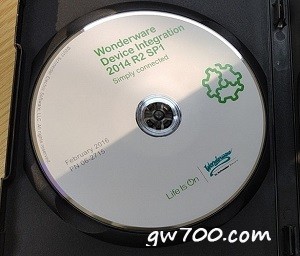 Wonderware
Device Integration
2014 R2 SP1
Simply connected
February 2016
Life Is On
Wonderware
gw700.com